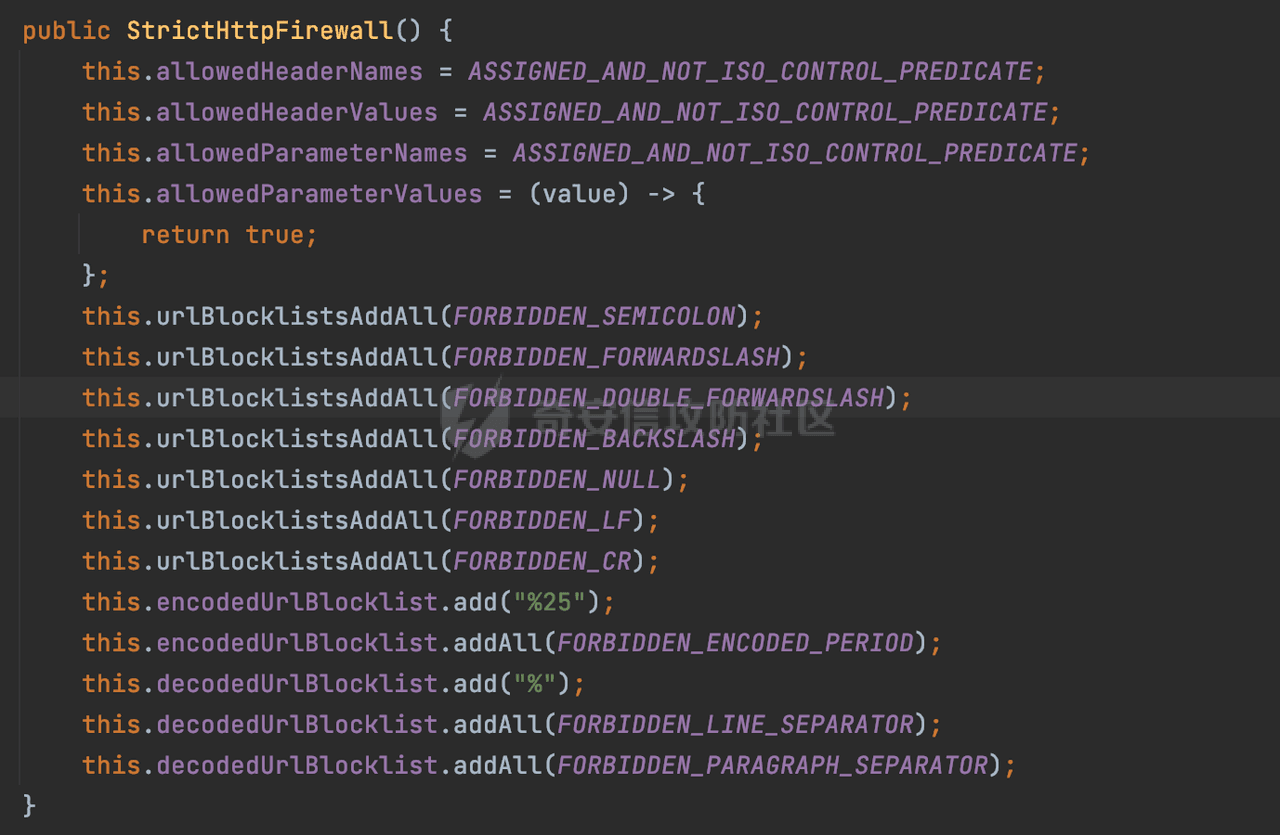 public StrictHttpFirewall() {
    this.allowedHeaderNames = ASSIGNED_AND_NOT_ISO_CONTROL_PREDICATE;
    this.allowedHeaderValues = ASSIGNED_AND_NOT_ISO_CONTROL_PREDICATE;
    this.allowedParameterNames = ASSIGNED_AND_NOT_ISO_CONTROL_PREDICATE;
    this.allowedParameterValues = (value) -> {
        return true;
    };
    this.urlBlocklistsAddAll(FORBIDDEN_SEMICOLON);
    this.urlBlocklistsAddAll(FORBIDDEN_FORWARDSLASH);
    this.urlBlocklistsAddAll(FORBIDDEN_DOUBLE_FORWARDSLASH);
奇安信攻防社区
    this.urlBlocklistsAddAll(FORBIDDEN_BACKSLASH);
    this.urlBlocklistsAddAll(FORBIDDEN_NULL);
    this.urlBlocklistsAddAll(FORBIDDEN_LF);
    this.urlBlocklistsAddAll(FORBIDDEN_CR);
    this.encodedUrlBlocklist.add("%25");
    this.encodedUrlBlocklist.addAll(FORBIDDEN_ENCODED_PERIOD);
    this.decodedUrlBlocklist.add("%");
    this.decodedUrlBlocklist.addAll(FORBIDDEN_LINE_SEPARATOR);
    this.decodedUrlBlocklist.addAll(FORBIDDEN_PARAGRAPH_SEPARATOR);
}